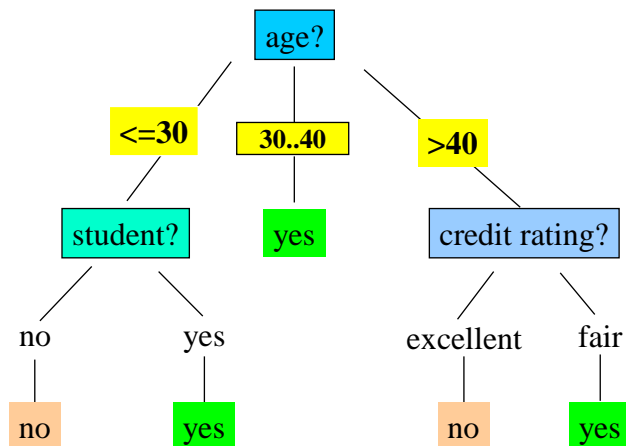 age?
<=30
30..40
>40
student?
yes
credit rating?
no
yes
excellent
fair
no
yes
no
yes